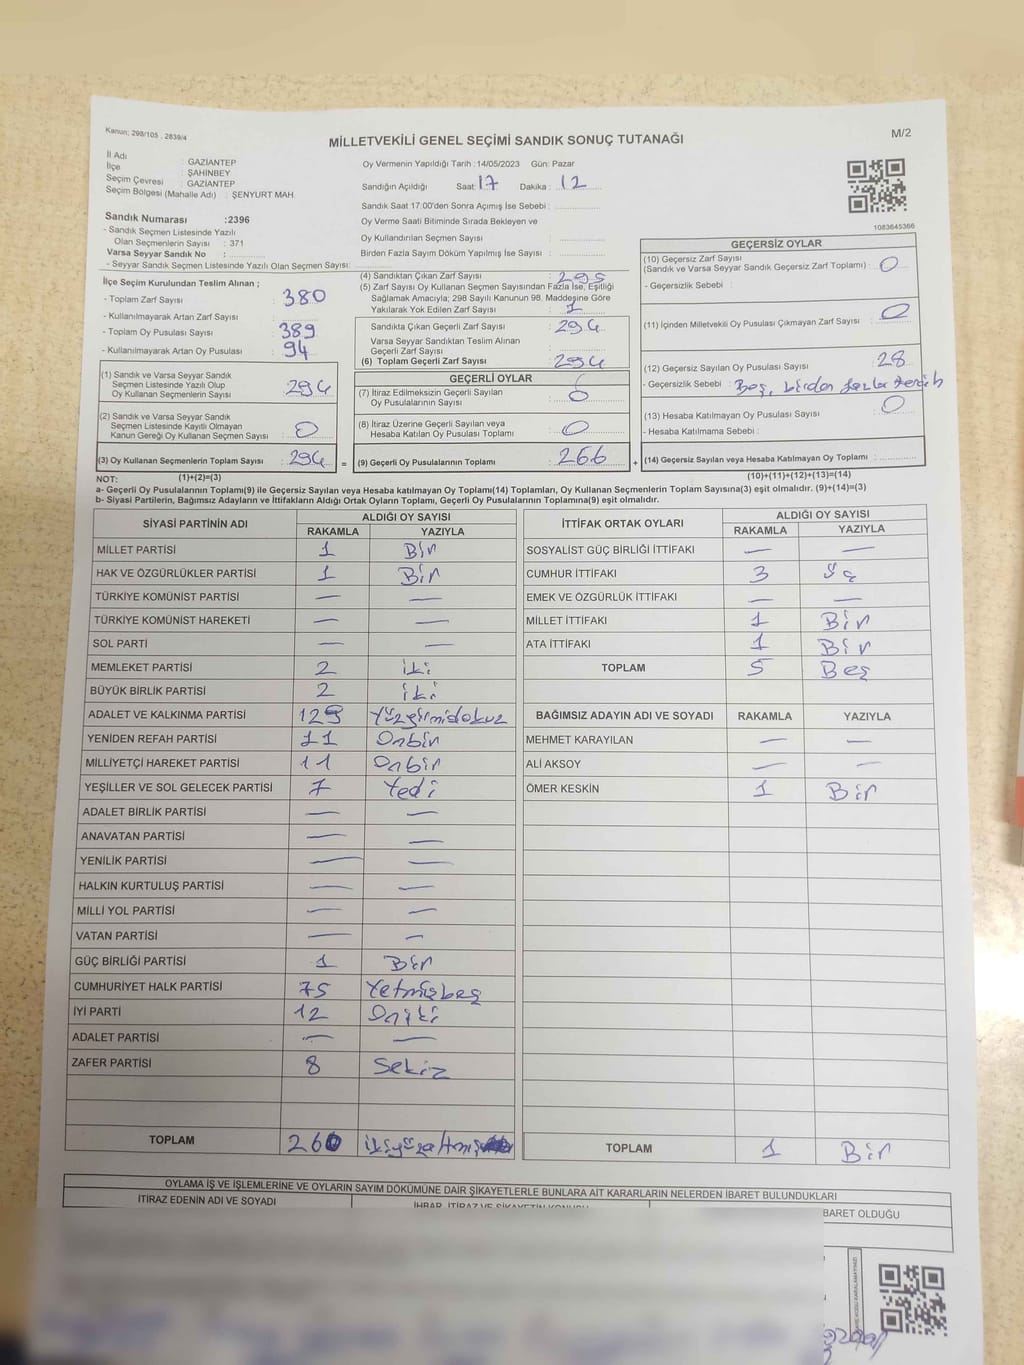 Kanun: 298/105 , 2839/4
MİLLETVEKİLİ GENEL SEÇİMİ SANDIK SONUÇ TUTANAĞI
M/2
İl Adı : GAZİANTEP
İlçe : ŞAHİNBEY
Seçim Çevresi : GAZİANTEP
Seçim Bölgesi (Mahalle Adı) : ŞENYURT MAH.
Sandık Numarası :2396
- Sandık Seçmen Listesinde Yazılı
Olan Seçmenlerin Sayısı : 371
Varsa Seyyar Sandık No :
- Seyyar Sandık Seçmen Listesinde Yazılı Olan Seçmen Sayısı:
Oy Vermenin Yapıldığı Tarih :14/05/2023 Gün: Pazar
Sandığın Açıldığı Saat: 17 Dakika : 12
Sandık Saat 17:00'den Sonra Açımış İse Sebebi :
Oy Verme Saati Bitiminde Sırada Bekleyen ve
Oy Kullandırılan Seçmen Sayısı :
Birden Fazla Sayım Döküm Yapılmış İse Sayısı :
1083645366
İlçe Seçim Kurulundan Teslim Alınan ;
- Toplam Zarf Sayısı : 380
- Kullanılmayarak Artan Zarf Sayısı :
- Toplam Oy Pusulası Sayısı : 389
- Kullanılmayarak Artan Oy Pusulası : 94
(1) Sandık ve Varsa Seyyar Sandık
Seçmen Listesinde Yazılı Olup
Oy Kullanan Seçmenlerin Sayısı : 294
(2) Sandık ve Varsa Seyyar Sandık
Seçmen Listesinde Kayıtlı Olmayan
Kanun Gereği Oy Kullanan Seçmen Sayısı : 0
(3) Oy Kullanan Seçmenlerin Toplam Sayısı : 294 =
(4) Sandıktan Çıkan Zarf Sayısı : 295
(5) Zarf Sayısı Oy Kullanan Seçmen Sayısından Fazla İse, Eşitliği
Sağlamak Amacıyla; 298 Sayılı Kanunun 98. Maddesine Göre
Yakılarak Yok Edilen Zarf Sayısı : 1
Sandıkta Çıkan Geçerli Zarf Sayısı : 294
Varsa Seyyar Sandıktan Teslim Alınan
Geçerli Zarf Sayısı :
(6) Toplam Geçerli Zarf Sayısı : 294
GEÇERLİ OYLAR
(7) İtiraz Edilmeksizin Geçerli Sayılan
Oy Pusulalarının Sayısı : 0
(8) İtiraz Üzerine Geçerli Sayılan veya
Hesaba Katılan Oy Pusulası Toplamı : 0
(9) Geçerli Oy Pusulalarının Toplamı : 266 +
GEÇERSİZ OYLAR
(10) Geçersiz Zarf Sayısı
(Sandık ve Varsa Seyyar Sandık Geçersiz Zarf Toplamı) : 0
- Geçersizlik Sebebi :
(11) İçinden Milletvekili Oy Pusulası Çıkmayan Zarf Sayısı : 0
(12) Geçersiz Sayılan Oy Pusulası Sayısı : 28
- Geçersizlik Sebebi : Boş, birden fazla tercih
(13) Hesaba Katılmayan Oy Pusulası Sayısı : 0
- Hesaba Katılmama Sebebi :
(14) Geçersiz Sayılan veya Hesaba Katılmayan Oy Toplamı :
NOT: (1)+(2)=(3) (10)+(11)+(12)+(13)=(14)
a- Geçerli Oy Pusulalarının Toplamı(9) ile Geçersiz Sayılan veya Hesaba katılmayan Oy Toplamı(14) Toplamları, Oy Kullanan Seçmenlerin Toplam Sayısına(3) eşit olmalıdır. (9)+(14)=(3)
b- Siyasi Partilerin, Bağımsız Adayların ve İttifakların Aldığı Ortak Oyların Toplamı, Geçerli Oy Pusulalarının Toplamına(9) eşit olmalıdır.
SİYASİ PARTİNİN ADI ALDIĞI OY SAYISI
RAKAMLA YAZIYLA
MİLLET PARTİSİ 1 Bir
HAK VE ÖZGÜRLÜKLER PARTİSİ 1 Bir
TÜRKİYE KOMÜNİST PARTİSİ — —
TÜRKİYE KOMÜNİST HAREKETİ — —
SOL PARTİ — —
MEMLEKET PARTİSİ 2 iki
BÜYÜK BİRLİK PARTİSİ 2 iki
ADALET VE KALKINMA PARTİSİ 129 Yüzyirmidokuz
YENİDEN REFAH PARTİSİ 11 Onbir
MİLLİYETÇİ HAREKET PARTİSİ 11 Onbir
YEŞİLLER VE SOL GELECEK PARTİSİ 7 Yedi
ADALET BİRLİK PARTİSİ — —
ANAVATAN PARTİSİ — —
YENİLİK PARTİSİ — —
HALKIN KURTULUŞ PARTİSİ — —
MİLLİ YOL PARTİSİ — —
VATAN PARTİSİ — —
GÜÇ BİRLİĞİ PARTİSİ 1 Bir
CUMHURİYET HALK PARTİSİ 75 Yetmişbeş
İYİ PARTİ 12 Oniki
ADALET PARTİSİ — —
ZAFER PARTİSİ 8 Sekiz
TOPLAM 260 ikiyüzaltmış
İTTİFAK ORTAK OYLARI ALDIĞI OY SAYISI
RAKAMLA YAZIYLA
SOSYALİST GÜÇ BİRLİĞİ İTTİFAKI — —
CUMHUR İTTİFAKI 3 üç
EMEK VE ÖZGÜRLÜK İTTİFAKI — —
MİLLET İTTİFAKI 1 Bir
ATA İTTİFAKI 1 Bir
TOPLAM 5 Beş
BAĞIMSIZ ADAYIN ADI VE SOYADI RAKAMLA YAZIYLA
MEHMET KARAYILAN — —
ALİ AKSOY — —
ÖMER KESKİN 1 Bir
TOPLAM 1 Bir
OYLAMA İŞ VE İŞLEMLERİNE VE OYLARIN SAYIM DÖKÜMÜNE DAİR ŞİKAYETLERLE BUNLARA AİT KARARLARIN NELERDEN İBARET BULUNDUKLARI
İTİRAZ EDENİN ADI VE SOYADI
İHBAR, İTİRAZ VE ŞİKAYETİN KONUSU
BARET OLDUĞU